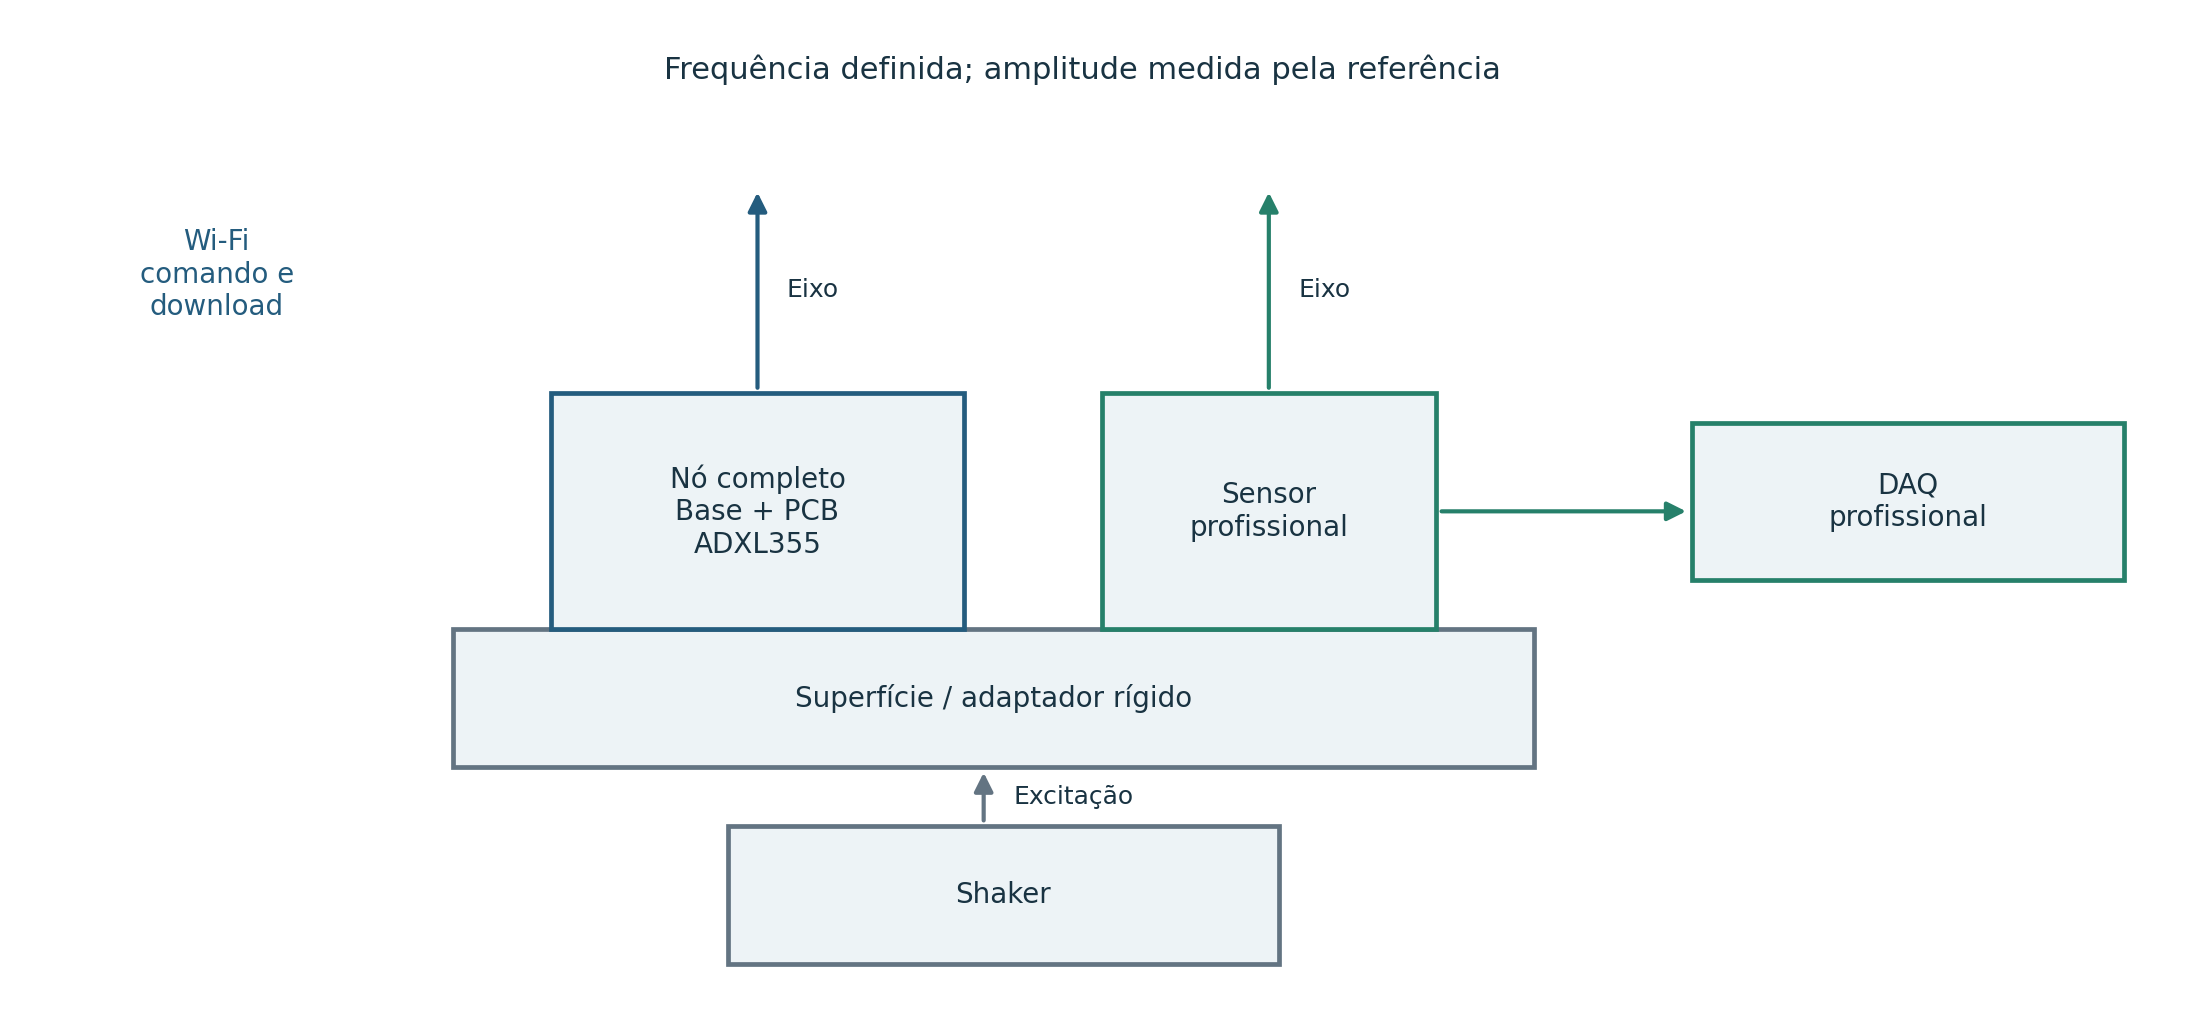 Frequência definida; amplitude medida pela referência
Wi-Fi
comando e
download
Eixo
Eixo
Nó completo
Base + PCB
ADXL355
Sensor
profissional
DAQ
profissional
Superfície / adaptador rígido
Excitação
Shaker